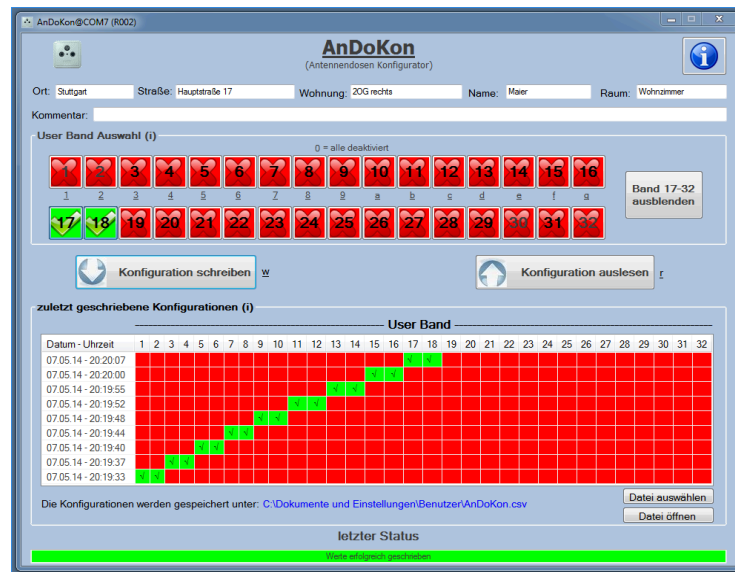 AnDoKon@COM7 (R002)
AnDoKon
(Antennendosen Konfigurator)
Ort: Stuttgart Straße: Hauptstraße 17 Wohnung: 2OG rechts Name: Maier Raum: Wohnzimmer
Kommentar:
User Band Auswahl (i)
0 = alle deaktiviert
1 2 3 4 5 6 7 8 9 10 11 12 13 14 15 16
1 2 3 4 5 6 7 8 9 a b c d e f g
Band 17-32
ausblenden
17 18 19 20 21 22 23 24 25 26 27 28 29 30 31 32
Konfiguration schreiben w Konfiguration auslesen r
zuletzt geschriebene Konfigurationen (i)
User Band
Datum - Uhrzeit 1 2 3 4 5 6 7 8 9 10 11 12 13 14 15 16 17 18 19 20 21 22 23 24 25 26 27 28 29 30 31 32
07.05.14 - 20:20:07 √ √
07.05.14 - 20:20:00 √ √
07.05.14 - 20:19:55 √ √
07.05.14 - 20:19:52 √ √
07.05.14 - 20:19:48 √ √
07.05.14 - 20:19:44 √ √
07.05.14 - 20:19:40 √ √
07.05.14 - 20:19:37 √ √
07.05.14 - 20:19:33 √ √
Die Konfigurationen werden gespeichert unter: C:\Dokumente und Einstellungen\Benutzer\AnDoKon.csv
Datei auswählen
Datei öffnen
letzter Status
Werte erfolgreich geschrieben